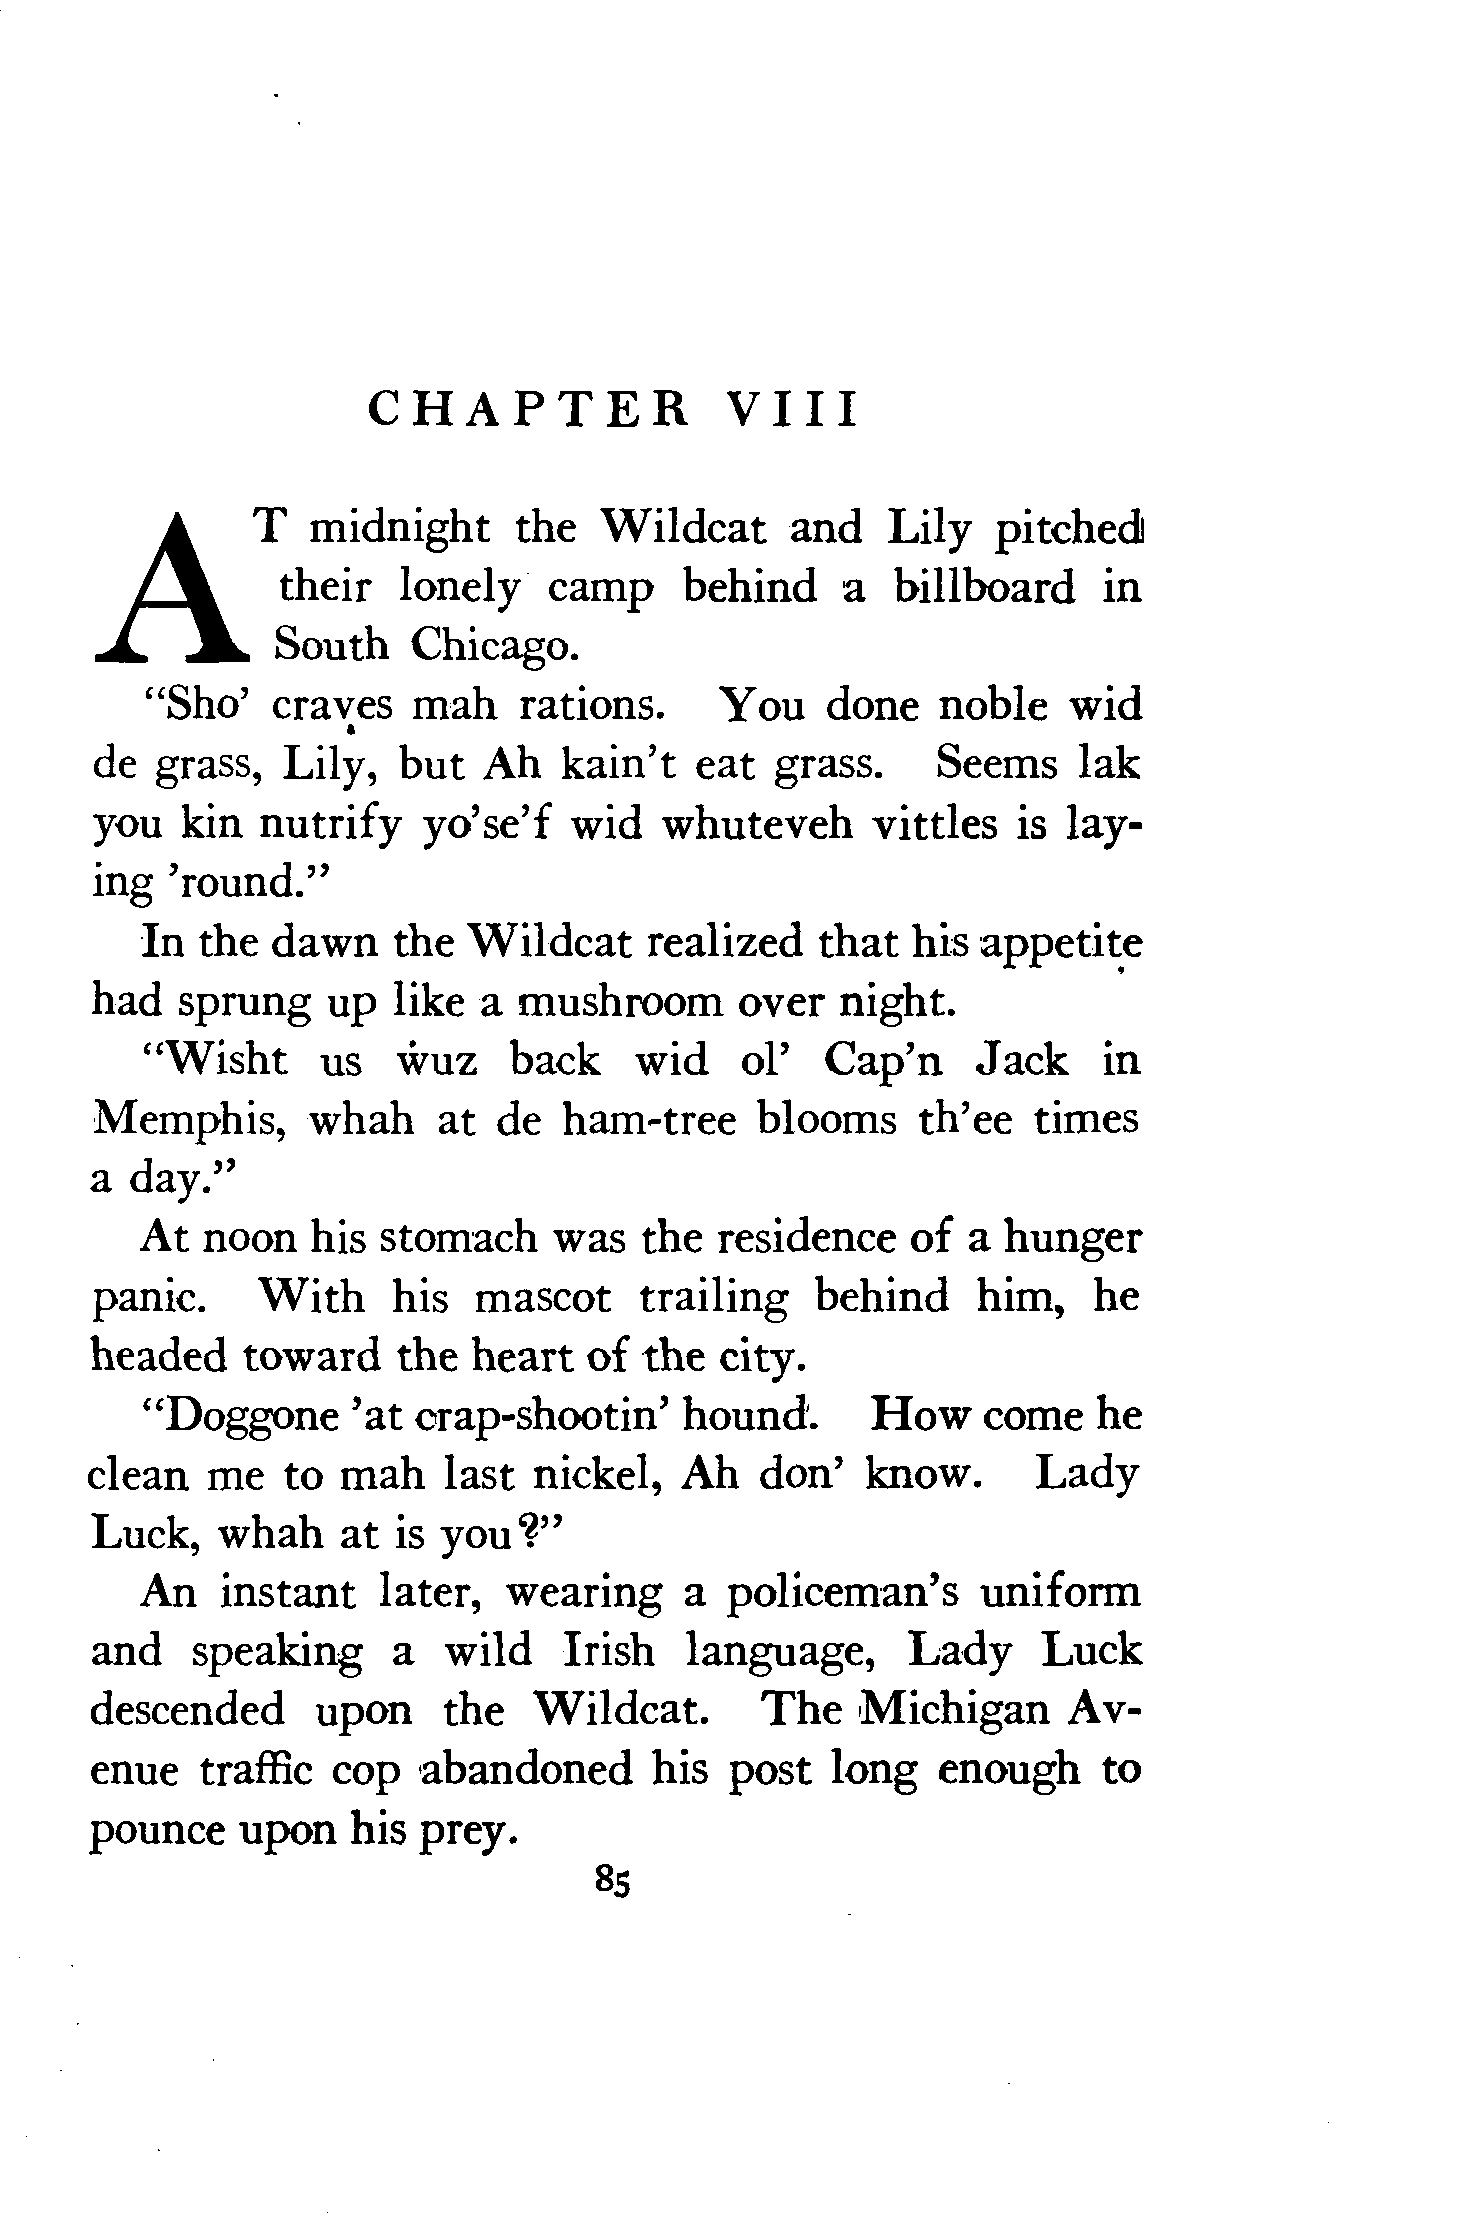 CHAPTER VIII
AT midnight the Wildcat and Lily pitched
their lonely camp behind a billboard in
South Chicago.
“Sho’ craves mah rations. You done noble wid
de grass, Lily, but Ah kain’t eat grass. Seems lak
you kin nutrify yo’se’f wid whuteveh vittles is lay-
ing ’round.”
In the dawn the Wildcat realized that his appetite
had sprung up like a mushroom over night.
“Wisht us wuz back wid ol’ Cap’n Jack in
Memphis, whah at de ham-tree blooms th’ee times
a day.”
At noon his stomach was the residence of a hunger
panic. With his mascot trailing behind him, he
headed toward the heart of the city.
“Doggone ’at crap-shootin’ hound. How come he
clean me to mah last nickel, Ah don’ know. Lady
Luck, whah at is you?”
An instant later, wearing a policeman’s uniform
and speaking a wild Irish language, Lady Luck
descended upon the Wildcat. The Michigan Av-
enue traffic cop abandoned his post long enough to
pounce upon his prey.
85